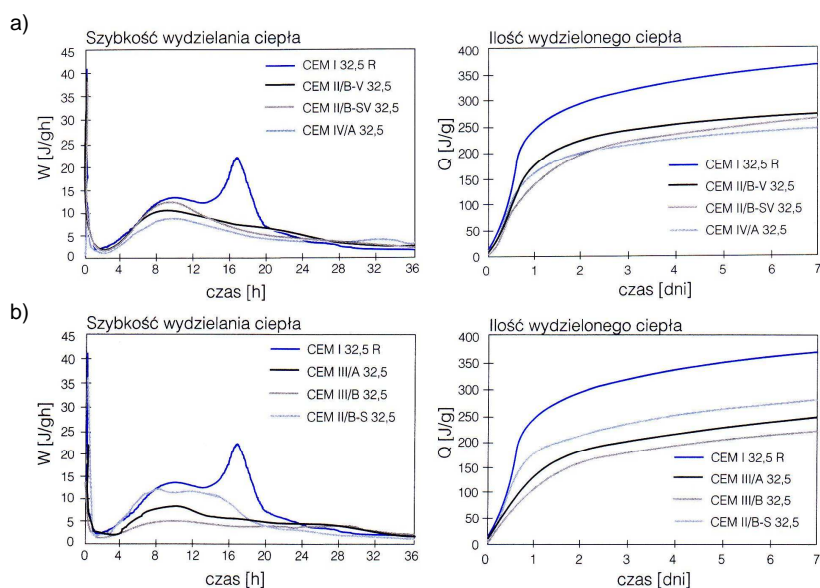 a)
Szybkość wydzielania ciepła
W [J/gh]
45
40
35
30
25
20
15
10
5
0
CEM I 32,5 R
CEM II/B-V 32,5
CEM II/B-SV 32,5
CEM IV/A 32,5
0 4 8 12 16 20 24 28 32 36
czas [h]
Ilość wydzielonego ciepła
Q [J/g]
400
350
300
250
200
150
100
50
0
CEM I 32,5 R
CEM II/B-V 32,5
CEM II/B-SV 32,5
CEM IV/A 32,5
0 1 2 3 4 5 6 7
czas [dni]
b)
Szybkość wydzielania ciepła
W [J/gh]
40
35
30
25
45
15
10
5
0
CEM I 32,5 R
CEM III/A 32,5
CEM III/B 32,5
CEM II/B-S 32,5
0 4 8 12 16 20 24 28 32 36
czas [h]
Ilość wydzielonego ciepła
Q [J/g]
400
350
300
250
200
150
100
50
0
CEM I 32,5 R
CEM III/A 32,5
CEM III/B 32,5
CEM II/B-S 32,5
0 1 2 3 4 5 6 7
czas [dni]